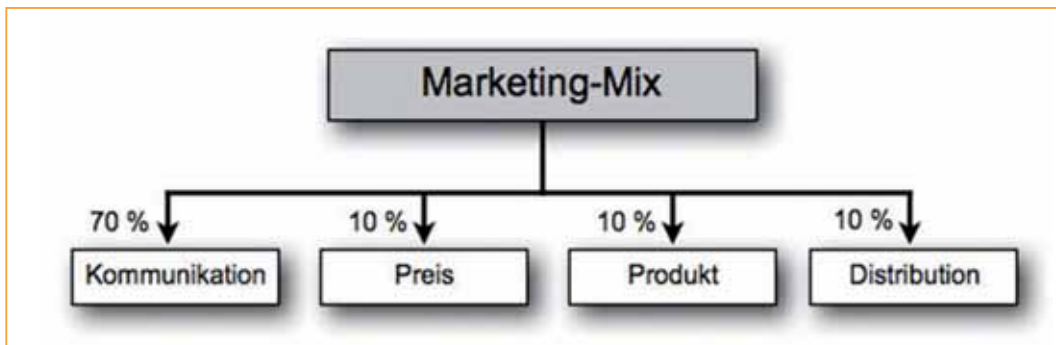 Marketing-Mix
70 % 10 % 10 % 10 %
Kommunikation Preis Produkt Distribution